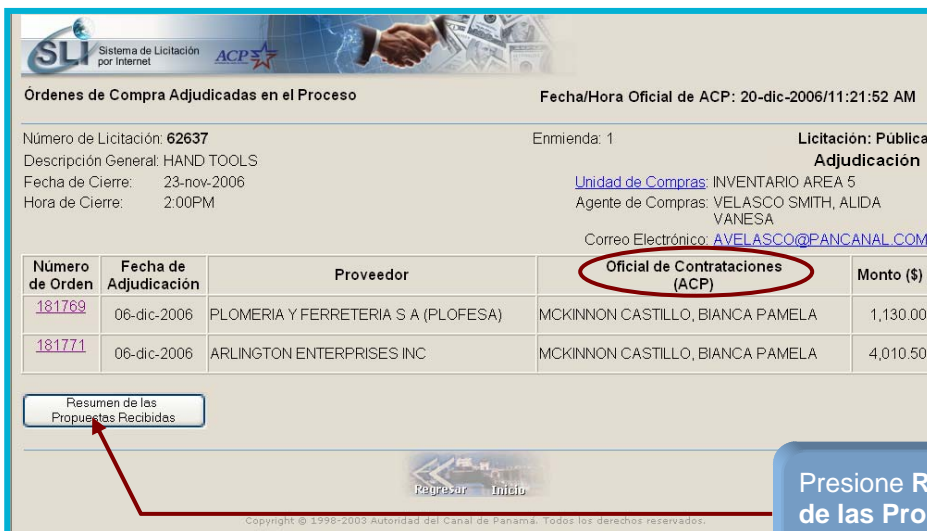 SLI Sistema de Licitación
por Internet
ACP
Órdenes de Compra Adjudicadas en el Proceso
Fecha/Hora Oficial de ACP: 20-dic-2006/11:21:52 AM
Número de Licitación: 62637
Enmienda: 1
Licitación: Pública
Descripción General: HAND TOOLS
Adjudicación
Fecha de Cierre: 23-nov-2006
Unidad de Compras: INVENTARIO AREA 5
Hora de Cierre: 2:00PM
Agente de Compras: VELASCO SMITH, ALIDA
VANESA
Correo Electrónico: AVELASCO@PANCANAL.COM
Número de Orden
Fecha de Adjudicación
Proveedor
Oficial de Contrataciones (ACP)
Monto ($)
181769 06-dic-2006 PLOMERIA Y FERRETERIA S A (PLOFESA) MCKINNON CASTILLO, BIANCA PAMELA 1,130.00
181771 06-dic-2006 ARLINGTON ENTERPRISES INC MCKINNON CASTILLO, BIANCA PAMELA 4,010.50
Resumen de las
Propuestas Recibidas
Regresar Inicio
Presione R
de las Pro
Copyright © 1998-2003 Autoridad del Canal de Panamá. Todos los derechos reservados.